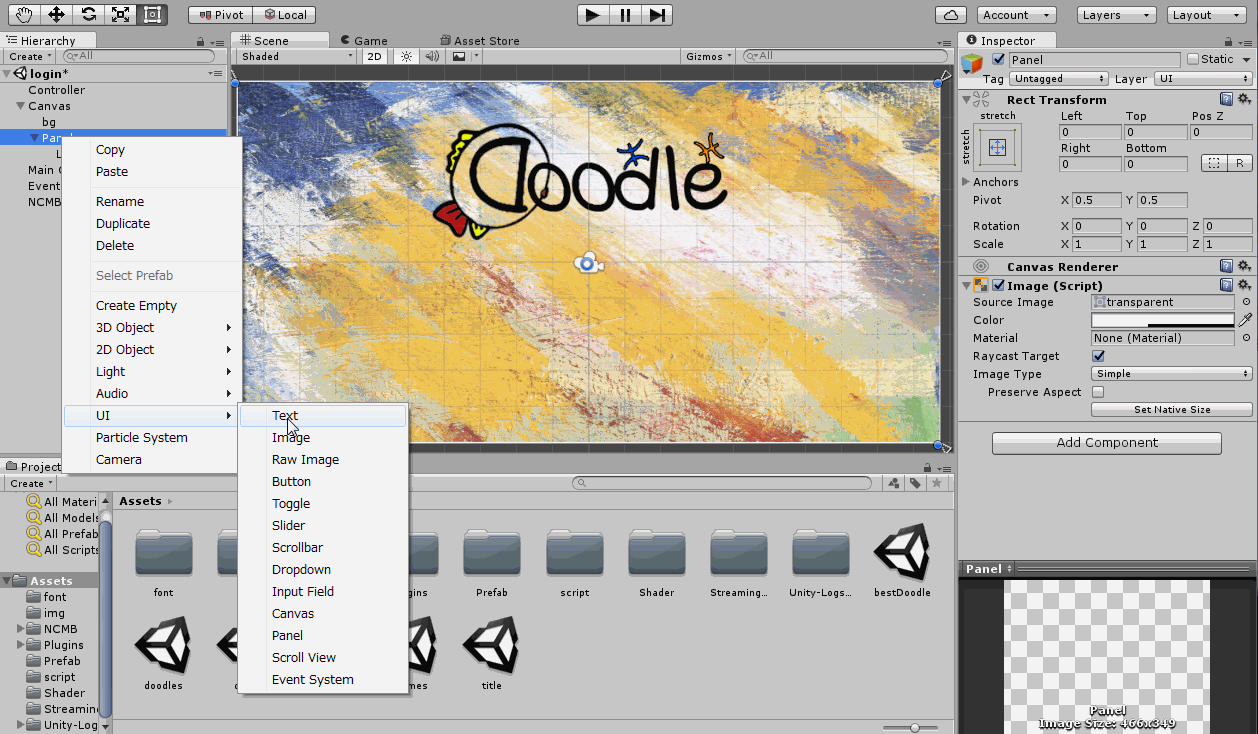 Pivot Local Account Layers Layout
Hierarchy
Create All
login*
Controller
Canvas
bg
Main
Event
NCMB
Copy
Paste
Rename
Duplicate
Delete
Select Prefab
Create Empty
3D Object
2D Object
Light
Audio
UI
Particle System
Camera
Text
Image
Raw Image
Button
Toggle
Slider
Scrollbar
Dropdown
Input Field
Canvas
Panel
Scroll View
Event System
Scene Game Asset Store
Shaded 2D Gizmos All
Doodle
Inspector
Panel Static
Tag Untagged Layer UI
Rect Transform
stretch Left Top Pos Z
stretch 0 0 0
Right Bottom
0 0 R
Anchors
Pivot X 0.5 Y 0.5
Rotation X 0 Y 0 Z 0
Scale X 1 Y 1 Z 1
Canvas Renderer
Image (Script)
Source Image transparent
Color
Material None (Material)
Raycast Target
Image Type Simple
Preserve Aspect
Set Native Size
Add Component
Panel
Panel
Image Size: 466x349
Project
Create
All Materi
All Models
All Prefab
All Scripts
Assets
font
img
NCMB
Plugins
Prefab
script
Shader
Streamin
Unity-Log
Assets
font Prefab script Shader Streaming... Unity-Logs... bestDoodle
doodles title